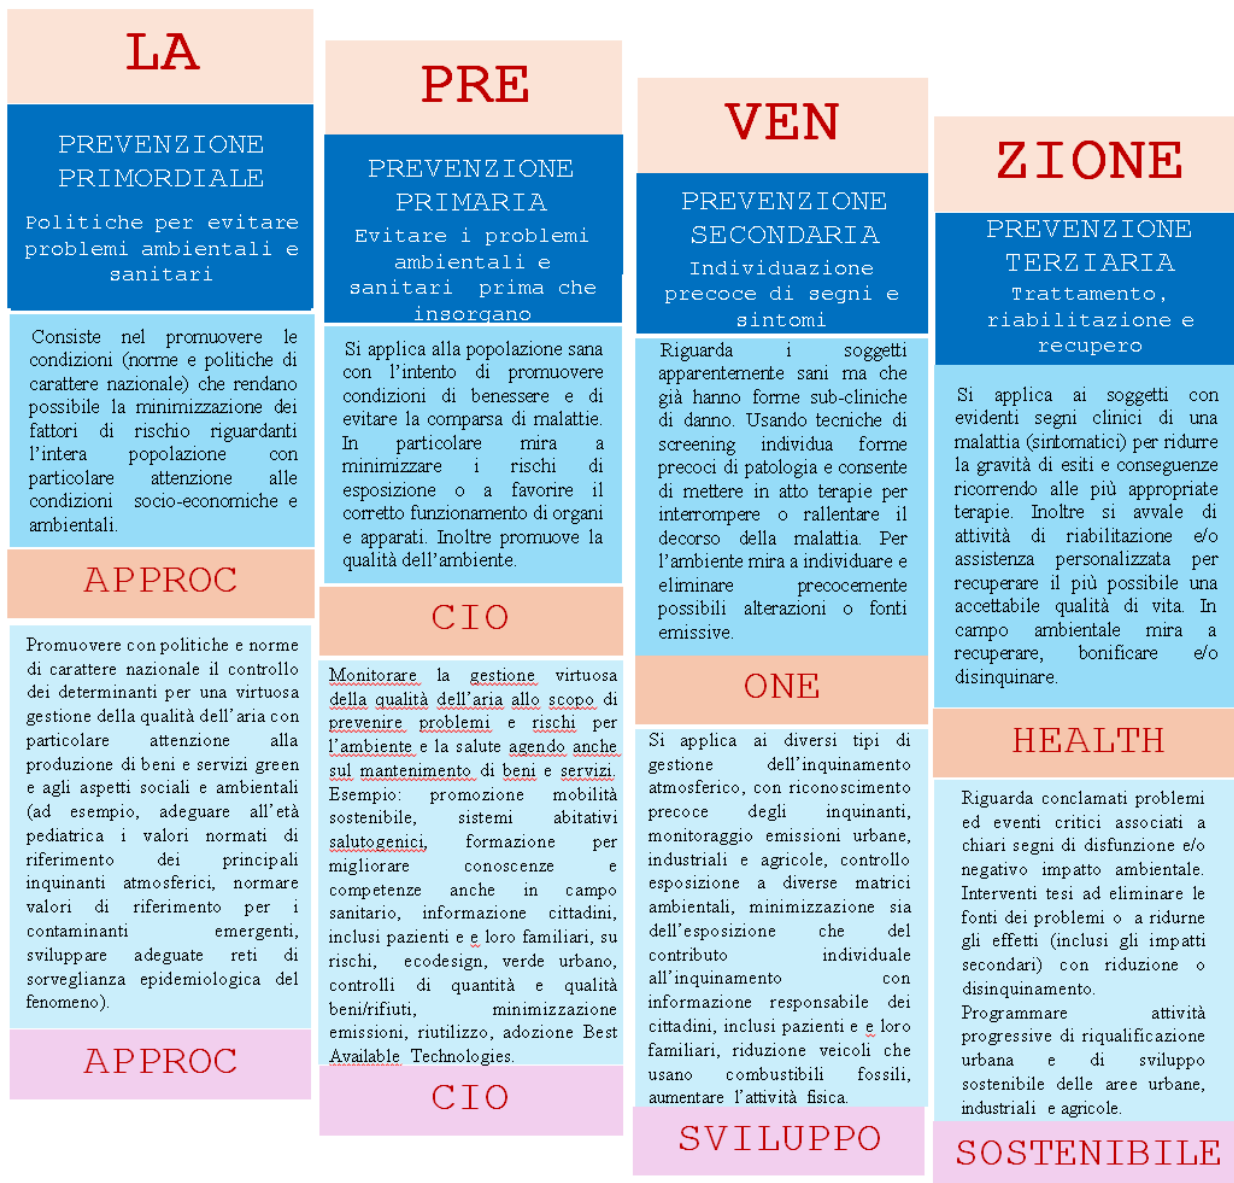 LA
PREVENZIONE
PRIMORDIALE
Politiche per evitare
problemi ambientali e
sanitari
Consiste nel promuovere le
condizioni (norme e politiche di
carattere nazionale) che rendano
possibile la minimizzazione dei
fattori di rischio riguardanti
l'intera popolazione con
particolare attenzione alle
condizioni socio-economiche e
ambientali.
APPROC
Promuovere con politiche e norme
di carattere nazionale il controllo
dei determinanti per una virtuosa
gestione della qualità dell'aria con
particolare attenzione alla
produzione di beni e servizi green
e agli aspetti sociali e ambientali
(ad esempio, adeguare all'età
pediatrica i valori normati di
riferimento dei principali
inquinanti atmosferici, normare
valori di riferimento per i
contaminanti emergenti,
sviluppare adeguate reti di
sorveglianza epidemiologica del
fenomeno).
APPROC
PRE
PREVENZIONE
PRIMARIA
Evitare i problemi
ambientali e
sanitari prima che
insorgano
Si applica alla popolazione sana
con l'intento di promuovere
condizioni di benessere e di
evitare la comparsa di malattie.
In particolare mira a
minimizzare i rischi di
esposizione o a favorire il
corretto funzionamento di organi
e apparati. Inoltre promuove la
qualità dell'ambiente.
CIO
Monitorare la gestione virtuosa
della qualità dell'aria allo scopo di
prevenire problemi e rischi per
l'ambiente e la salute agendo anche
sul mantenimento di beni e servizi.
Esempio: promozione mobilità
sostenibile, sistemi abitativi
salutogenici, formazione per
migliorare conoscenze e
competenze anche in campo
sanitario, informazione cittadini,
inclusi pazienti e e loro familiari, su
rischi, ecodesign, verde urbano,
controlli di quantità e qualità
beni/rifiuti, minimizzazione
emissioni, riutilizzo, adozione Best
Available Technologies.
CIO
VEN
PREVENZIONE
SECONDARIA
Individuazione
precoce di segni e
sintomi
Riguarda i soggetti
apparentemente sani ma che
già hanno forme sub-cliniche
di danno. Usando tecniche di
screening individua forme
precoci di patologia e consente
di mettere in atto terapie per
interrompere o rallentare il
decorso della malattia. Per
l'ambiente mira a individuare e
eliminare precocemente
possibili alterazioni o fonti
emissive.
ONE
Si applica ai diversi tipi di
gestione dell'inquinamento
atmosferico, con riconoscimento
precoce degli inquinanti,
monitoraggio emissioni urbane,
industriali e agricole, controllo
esposizione a diverse matrici
ambientali, minimizzazione sia
dell'esposizione che del
contributo individuale
all'inquinamento con
informazione responsabile dei
cittadini, inclusi pazienti e e loro
familiari, riduzione veicoli che
usano combustibili fossili,
aumentare l'attività fisica.
SVILUPPO
ZIONE
PREVENZIONE
TERZIARIA
Trattamento,
riabilitazione e
recupero
Si applica ai soggetti con
evidenti segni clinici di una
malattia (sintomatici) per ridurre
la gravità di esiti e conseguenze
ricorrendo alle più appropriate
terapie. Inoltre si avvale di
attività di riabilitazione e/o
assistenza personalizzata per
recuperare il più possibile una
accettabile qualità di vita. In
campo ambientale mira a
recuperare, bonificare e/o
disinquinare.
HEALTH
Riguarda conclamati problemi
ed eventi critici associati a
chiari segni di disfunzione e/o
negativo impatto ambientale.
Interventi tesi ad eliminare le
fonti dei problemi o a ridurne
gli effetti (inclusi gli impatti
secondari) con riduzione o
disinquinamento.
Programmare attività
progressive di riqualificazione
urbana e di sviluppo
sostenibile delle aree urbane,
industriali e agricole.
SOSTENIBILE